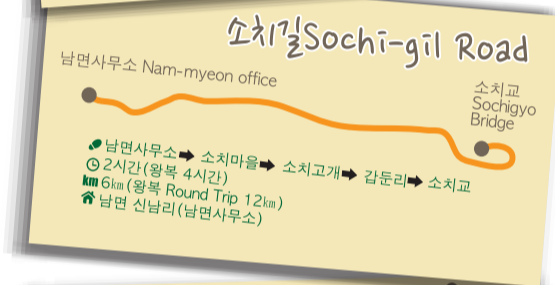 소치길Sochi-gil Road
남면사무소 Nam-myeon office
소치교
Sochigyo
Bridge
남면사무소➡ 소치마을➡ 소치고개➡ 갑둔리➡ 소치교
2시간(왕복 4시간)
km 6km(왕복 Round Trip 12km)
남면 신남리(남면사무소)